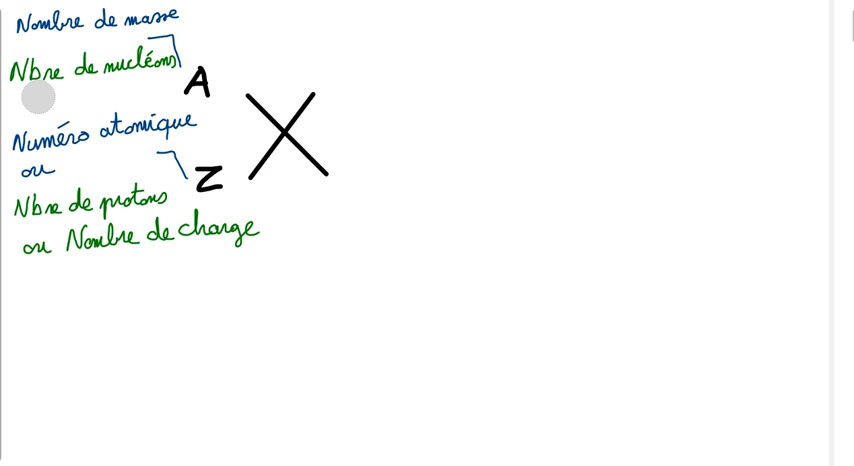 Nombre de masse
Nbre de nucléons
A
X
Numéro atomique
ou
Z
Nbre de protons
ou Nombre de charge